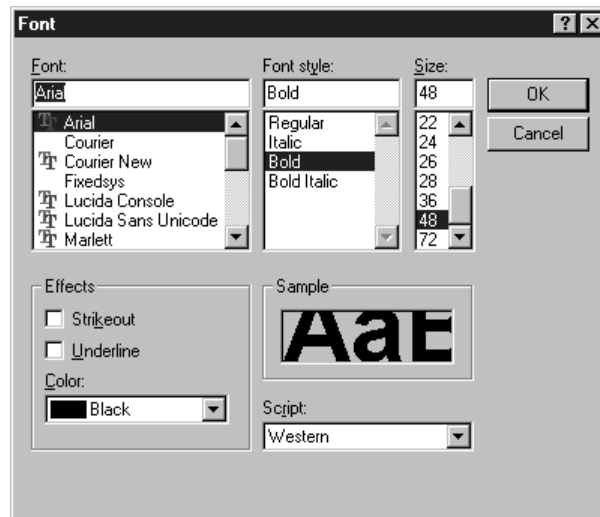 Font
Font:
Arial
Arial
Courier
Courier New
Fixedsys
Lucida Console
Lucida Sans Unicode
Marlett
Font style:
Bold
Regular
Italic
Bold
Bold Italic
Size:
48
22
24
26
28
36
48
72
OK
Cancel
Effects
Strikeout
Underline
Color:
Black
Sample
AaB
Script:
Western